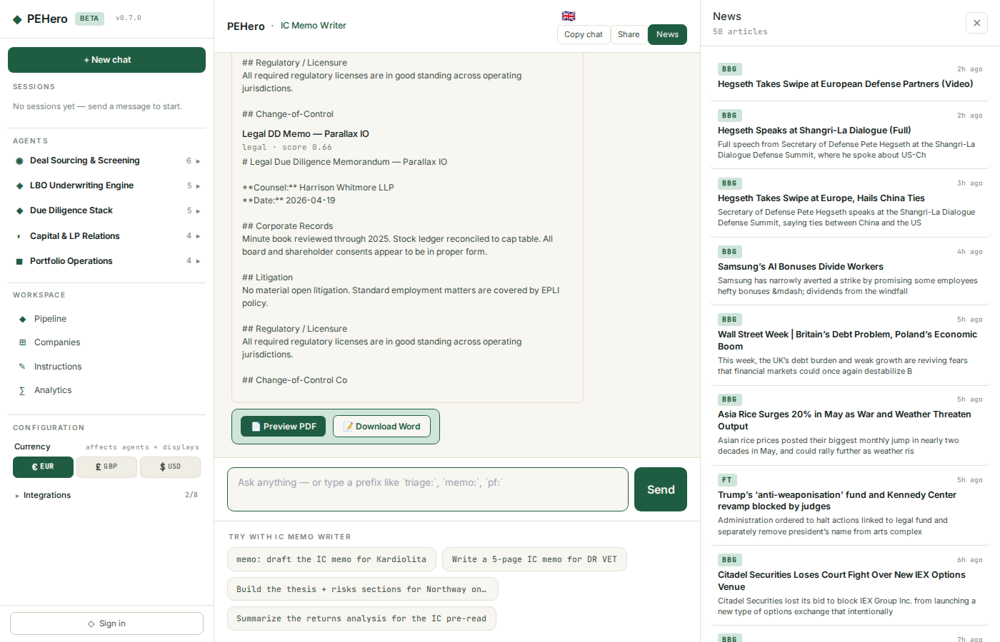 PEHero BETA v0.7.0
+ New chat
SESSIONS
No sessions yet — send a message to start.
AGENTS
Deal Sourcing & Screening 6 ▸
LBO Underwriting Engine 5 ▸
Due Diligence Stack 5 ▸
Capital & LP Relations 4 ▸
Portfolio Operations 4 ▸
WORKSPACE
Pipeline
Companies
Instructions
Analytics
CONFIGURATION
Currency affects agents + displays
€ EUR £ GBP $ USD
▸ Integrations 2/8
Sign in
PEHero · IC Memo Writer
Copy chat Share News
## Regulatory / Licensure
All required regulatory licenses are in good standing across operating
jurisdictions.
## Change-of-Control
Legal DD Memo — Parallax IO
legal · score 0.66
# Legal Due Diligence Memorandum — Parallax IO
**Counsel:** Harrison Whitmore LLP
**Date:** 2026-04-19
## Corporate Records
Minute book reviewed through 2025. Stock ledger reconciled to cap table. All
board and shareholder consents appear to be in proper form.
## Litigation
No material open litigation. Standard employment matters are covered by EPLI
policy.
## Regulatory / Licensure
All required regulatory licenses are in good standing across operating
jurisdictions.
## Change-of-Control Co
Preview PDF Download Word
Ask anything — or type a prefix like `triage:`, `memo:`, `pf:`
Send
TRY WITH IC MEMO WRITER
memo: draft the IC memo for Kardiolita
Write a 5-page IC memo for DR VET
Build the thesis + risks sections for Northway on…
Summarize the returns analysis for the IC pre-read
News
50 articles
✕
BBG 2h ago
Hegseth Takes Swipe at European Defense Partners (Video)
BBG 2h ago
Hegseth Speaks at Shangri-La Dialogue (Full)
Full speech from Secretary of Defense Pete Hegseth at the Shangri-La
Dialogue Defense Summit, where he spoke about US-Ch
BBG 3h ago
Hegseth Takes Swipe at Europe, Hails China Ties
Secretary of Defense Pete Hegseth speaks at the Shangri-La Dialogue
Defense Summit, saying ties between China and the US
BBG 4h ago
Samsung’s AI Bonuses Divide Workers
Samsung has narrowly averted a strike by promising some employees
hefty bonuses &mdash; dividends from the windfall
BBG 5h ago
Wall Street Week | Britain’s Debt Problem, Poland’s Economic
Boom
This week, the UK’s debt burden and weak growth are reviving fears
that financial markets could once again destabilize B
BBG 5h ago
Asia Rice Surges 20% in May as War and Weather Threaten
Output
Asian rice prices posted their biggest monthly jump in nearly two
decades in May, and could rally further as weather ris
FT 5h ago
Trump’s ‘anti-weaponisation’ fund and Kennedy Center
revamp blocked by judges
Administration ordered to halt actions linked to legal fund and
separately remove president’s name from arts complex
BBG 6h ago
Citadel Securities Loses Court Fight Over New IEX Options
Venue
Citadel Securities lost its bid to block IEX Group Inc. from launching a
new type of options exchange that intentionally
BBG 7h ago